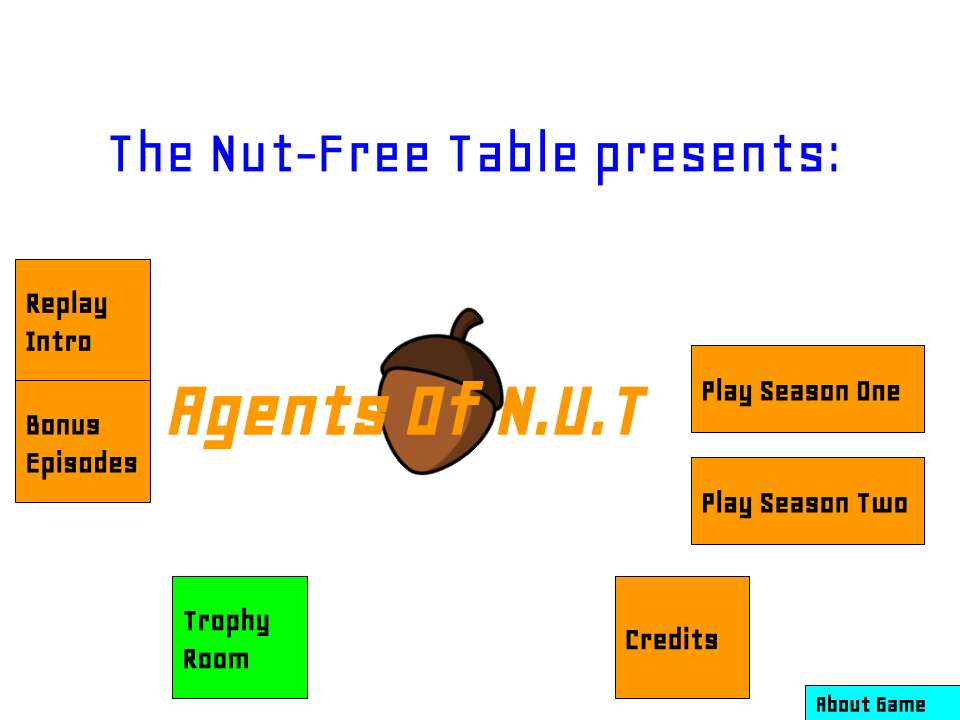 The Nut-Free Table presents:
Replay
Intro
Bonus
Episodes
Agents Of N.U.T
Play Season One
Play Season Two
Trophy
Room
Credits
About Game